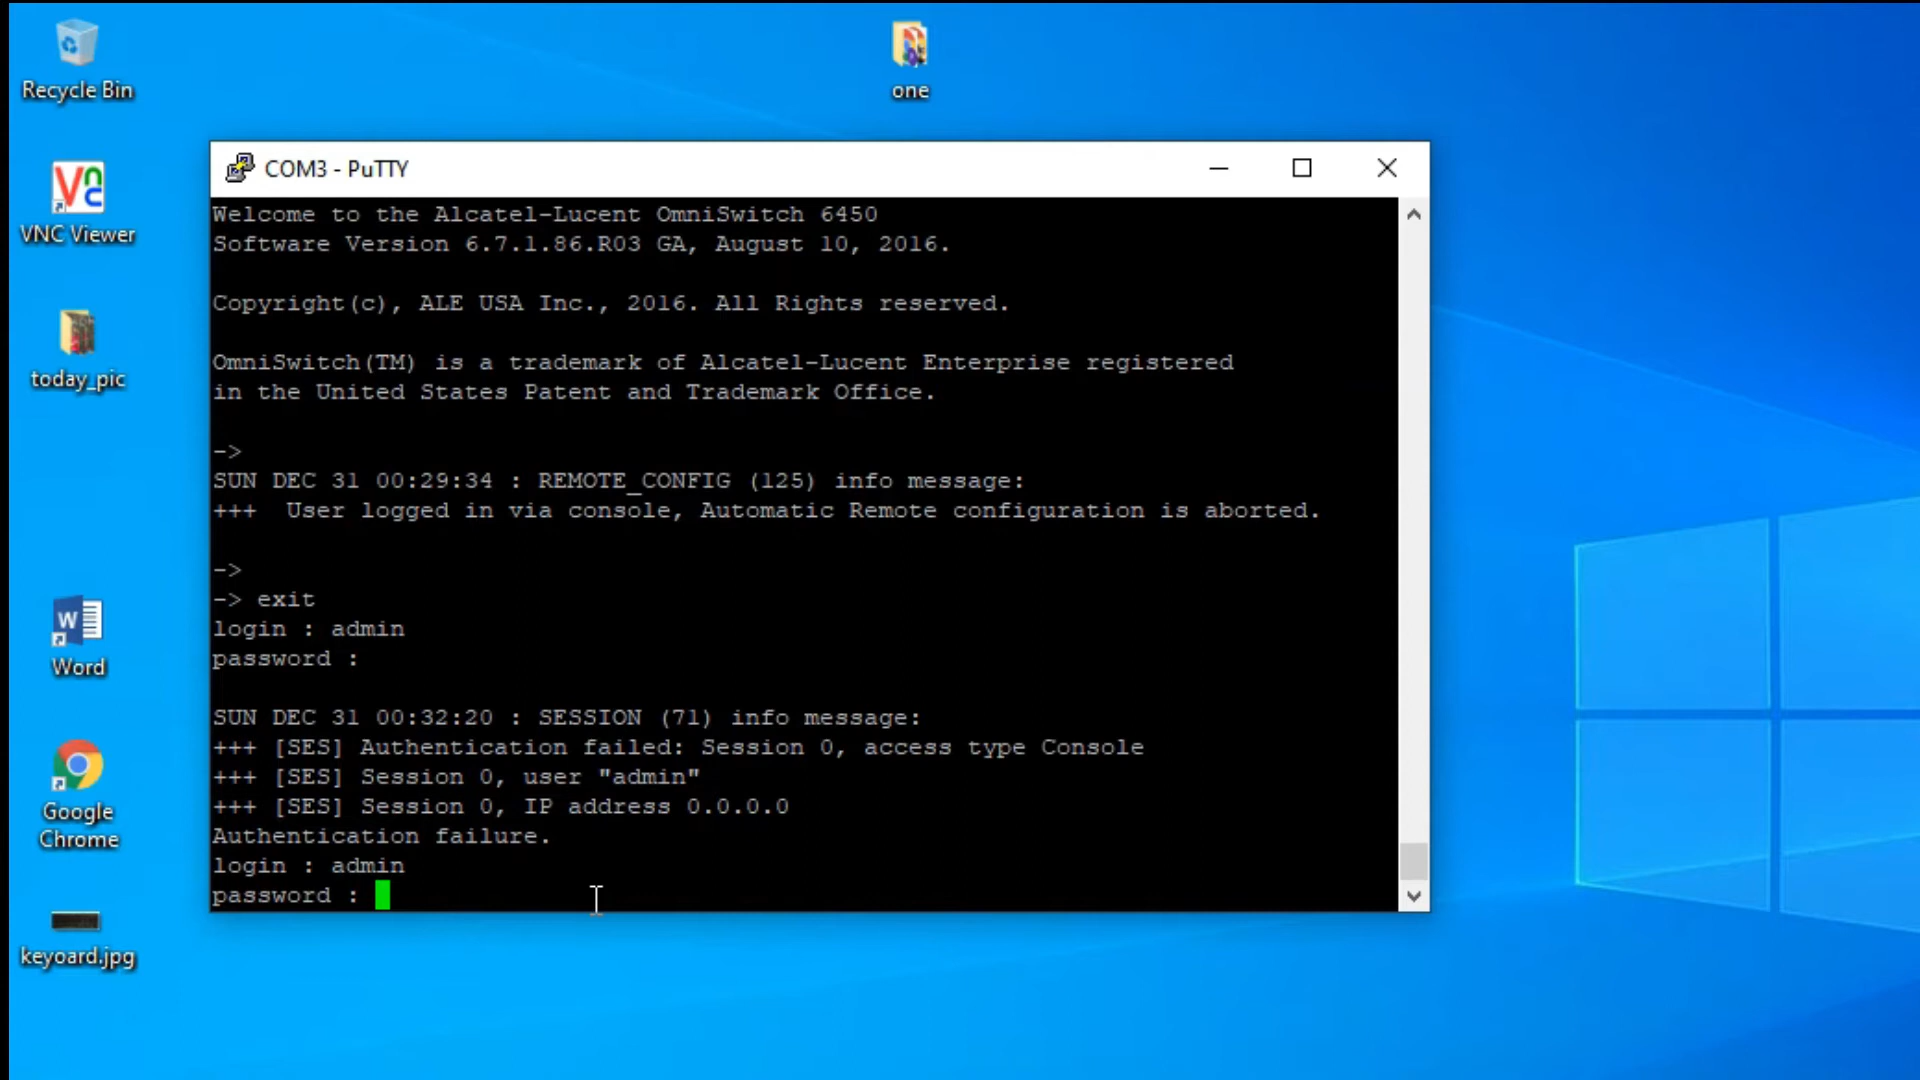 Recycle Bin
one
VNC Viewer
today_pic
Word
Google
Chrome
keyoard.jpg
COM3 - PuTTY
Welcome to the Alcatel-Lucent OmniSwitch 6450
Software Version 6.7.1.86.R03 GA, August 10, 2016.
Copyright(c), ALE USA Inc., 2016. All Rights reserved.
OmniSwitch(TM) is a trademark of Alcatel-Lucent Enterprise registered
in the United States Patent and Trademark Office.
->
SUN DEC 31 00:29:34 : REMOTE_CONFIG (125) info message:
+++  User logged in via console, Automatic Remote configuration is aborted.
->
-> exit
login : admin
password :
SUN DEC 31 00:32:20 : SESSION (71) info message:
+++ [SES] Authentication failed: Session 0, access type Console
+++ [SES] Session 0, user "admin"
+++ [SES] Session 0, IP address 0.0.0.0
Authentication failure.
login : admin
password :